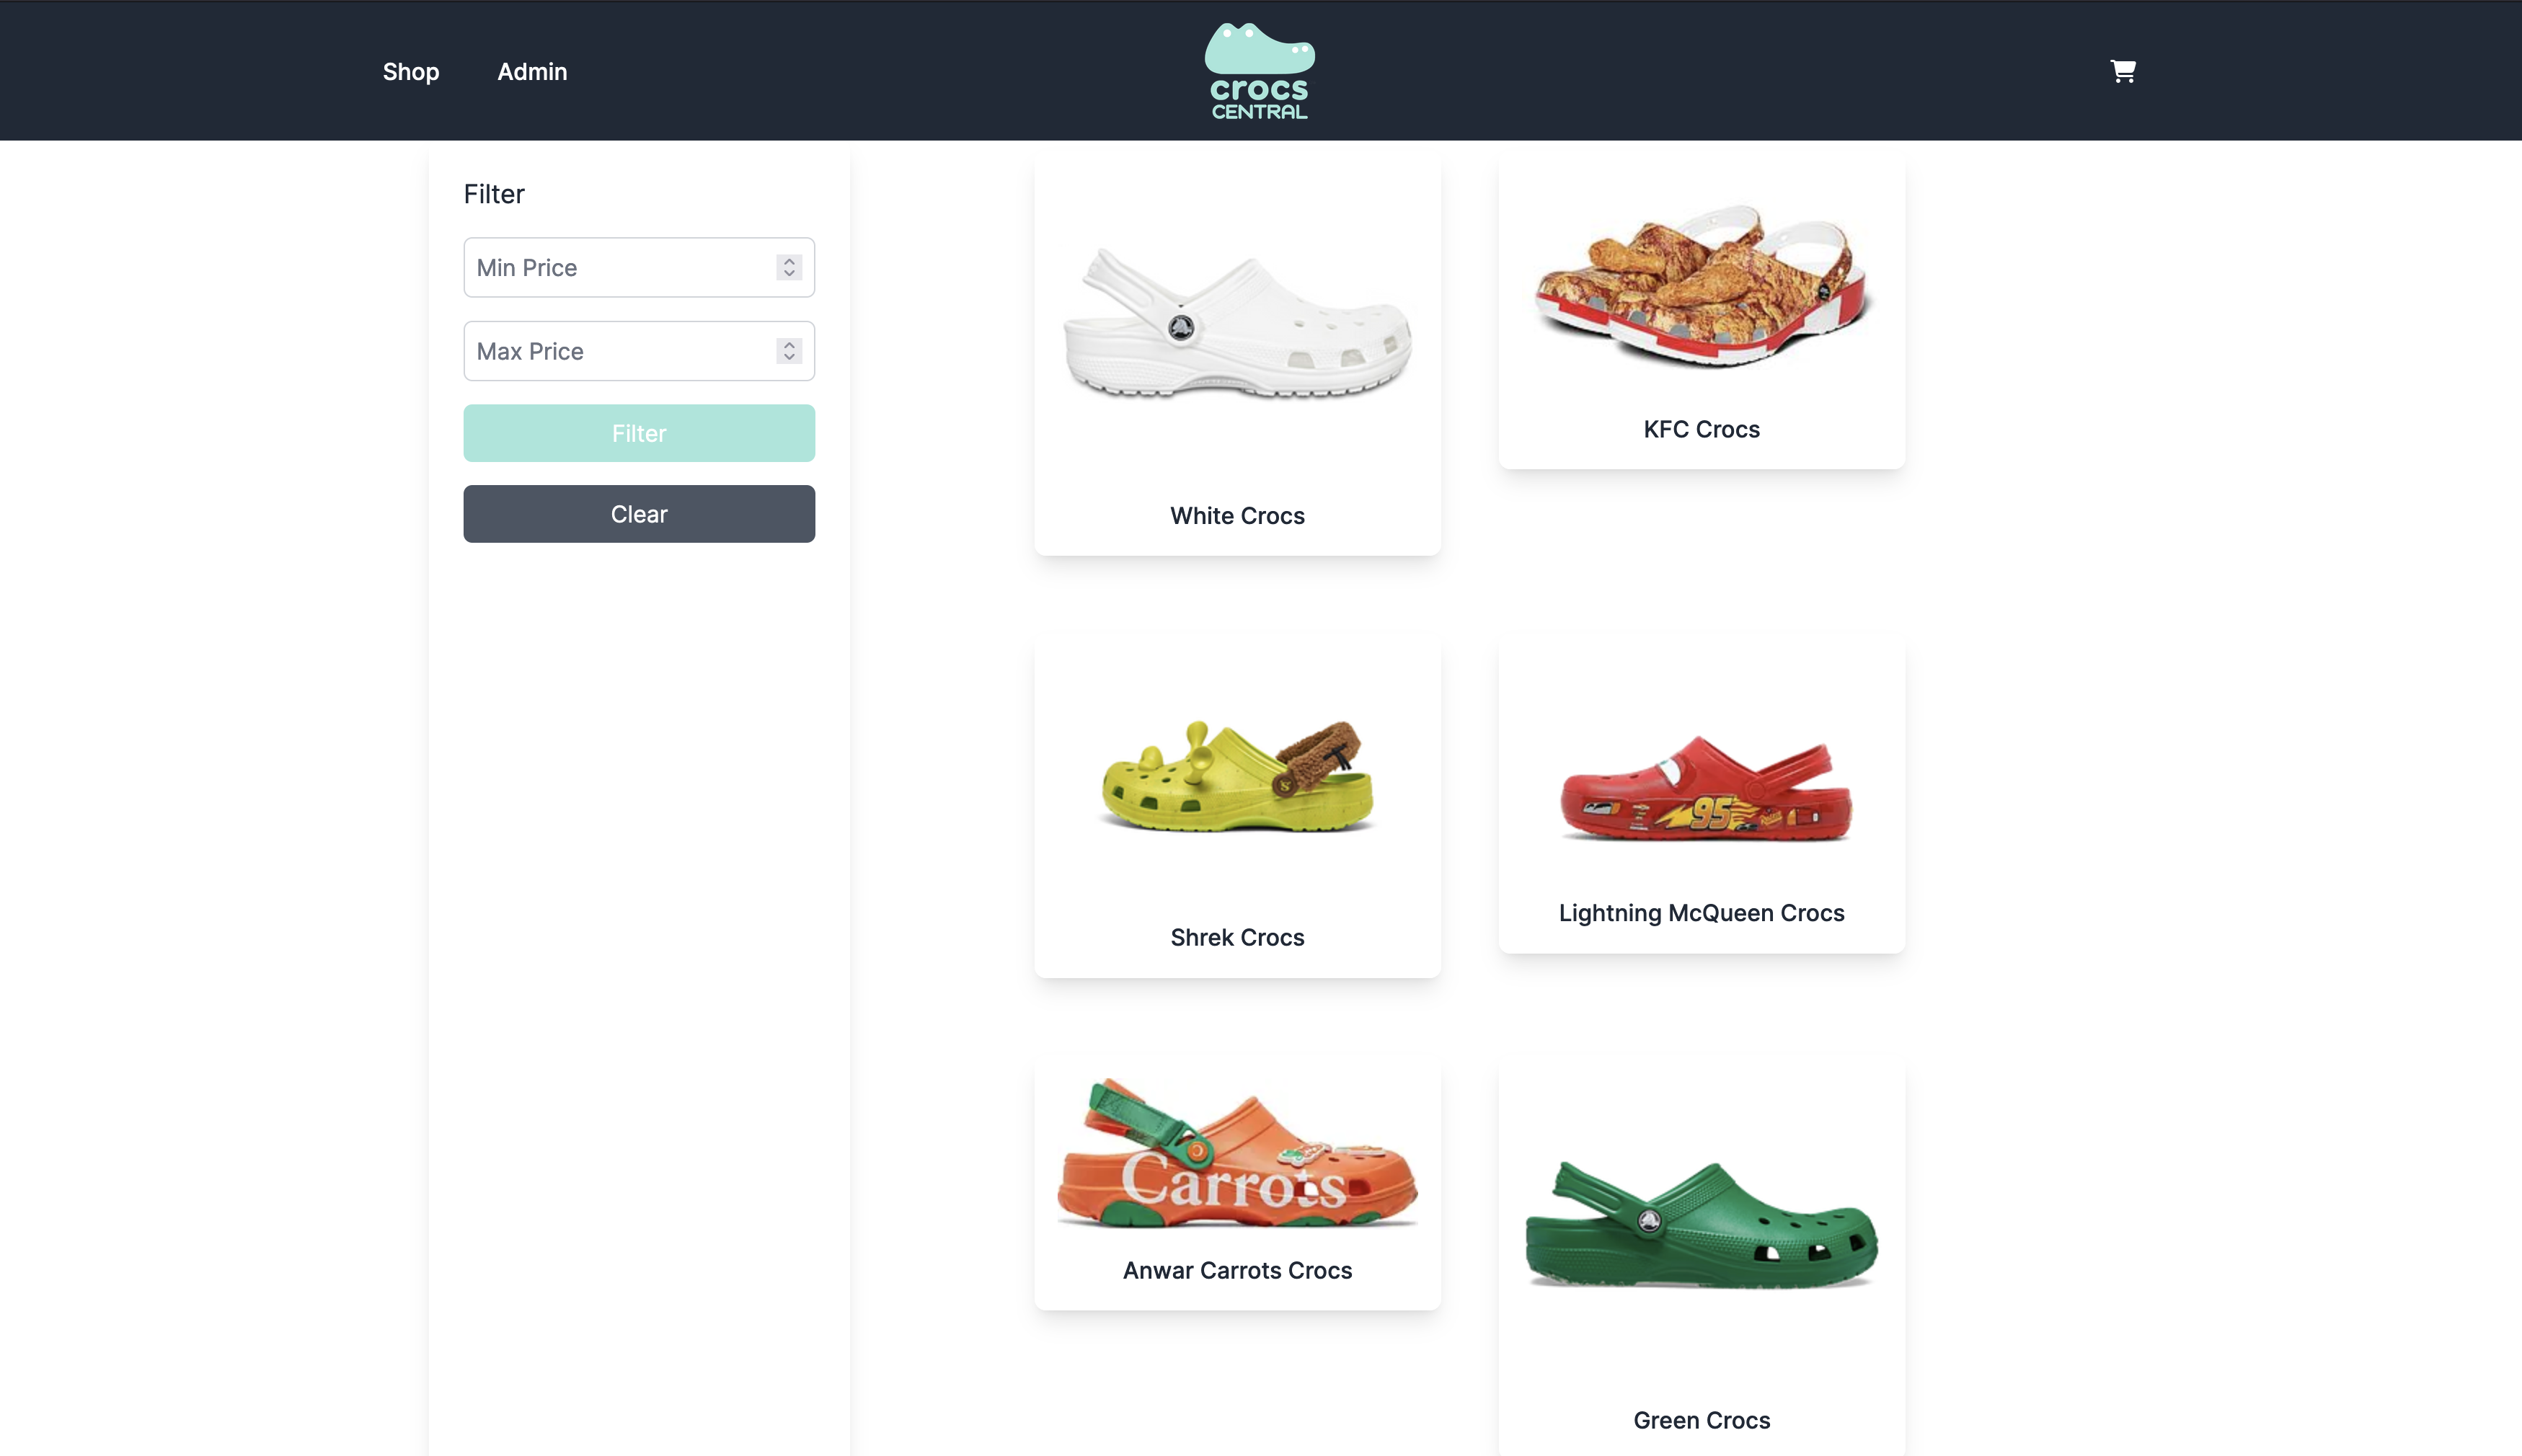 Shop
Admin
crocs
CENTRAL
Filter
Min Price
Max Price
Filter
Clear
White Crocs
KFC Crocs
Shrek Crocs
95
Lightning McQueen Crocs
Carrots
Anwar Carrots Crocs
Green Crocs